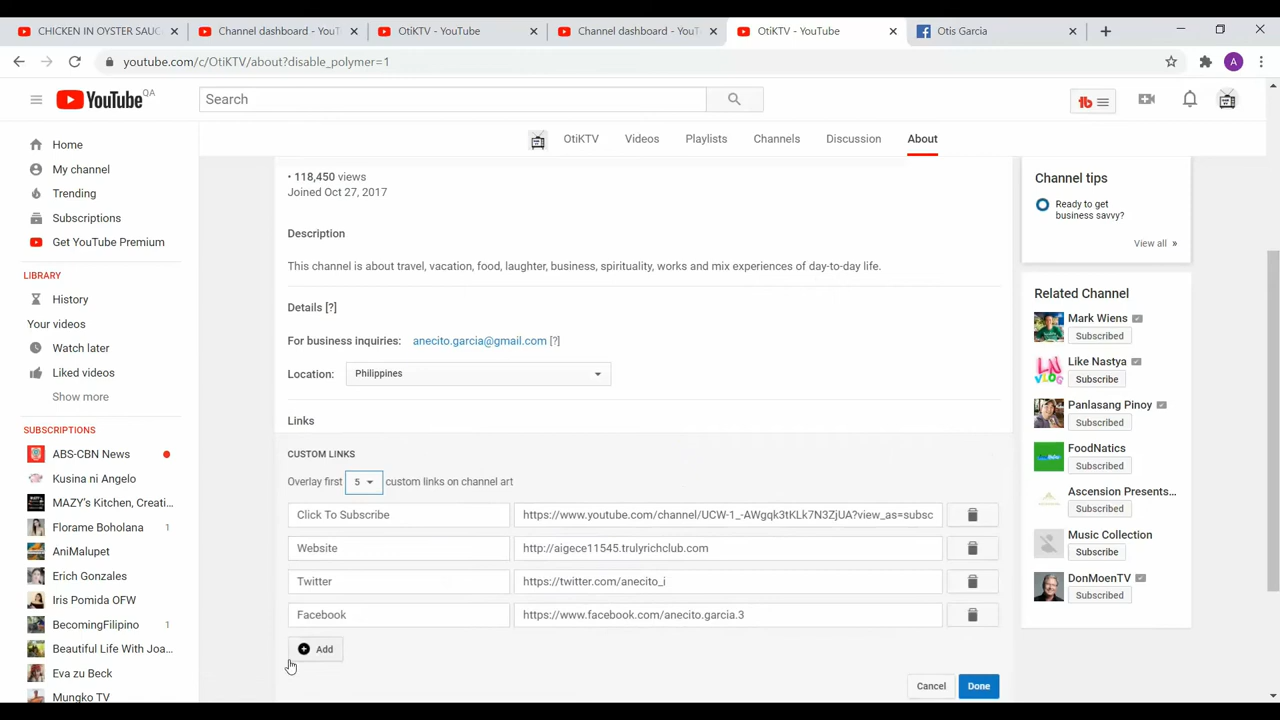 CHICKEN IN OYSTER SAUC
Channel dashboard - YouT
OtiKTV - YouTube
Channel dashboard - YouT
OtiKTV - YouTube
Otis Garcia
youtube.com/c/OtiKTV/about?disable_polymer=1
A
YouTube QA
Search
tb
OtiKTV
Videos
Playlists
Channels
Discussion
About
Home
My channel
Trending
Subscriptions
Get YouTube Premium
LIBRARY
History
Your videos
Watch later
Liked videos
Show more
SUBSCRIPTIONS
ABS-CBN News
Kusina ni Angelo
MAZY's Kitchen, Creati...
Florame Boholana 1
AniMalupet
Erich Gonzales
Iris Pomida OFW
BecomingFilipino 1
Beautiful Life With Joa...
Eva zu Beck
Mungko TV
• 118,450 views
Joined Oct 27, 2017
Description
This channel is about travel, vacation, food, laughter, business, spirituality, works and mix experiences of day-to-day life.
Details [?]
For business inquiries: anecito.garcia@gmail.com [?]
Location: Philippines
Links
CUSTOM LINKS
Overlay first 5 custom links on channel art
Click To Subscribe https://www.youtube.com/channel/UCW-1_-AWgqk3tKLk7N3ZjUA?view_as=subsc
Website http://aigece11545.trulyrichclub.com
Twitter https://twitter.com/anecito_i
Facebook https://www.facebook.com/anecito.garcia.3
Add
Cancel Done
Channel tips
Ready to get
business savvy?
View all »
Related Channel
Mark Wiens
Subscribed
Like Nastya
Subscribe
Panlasang Pinoy
Subscribed
FoodNatics
Subscribed
Ascension Presents...
Subscribed
Music Corporation
Subscribe
DonMoenTV
Subscribed